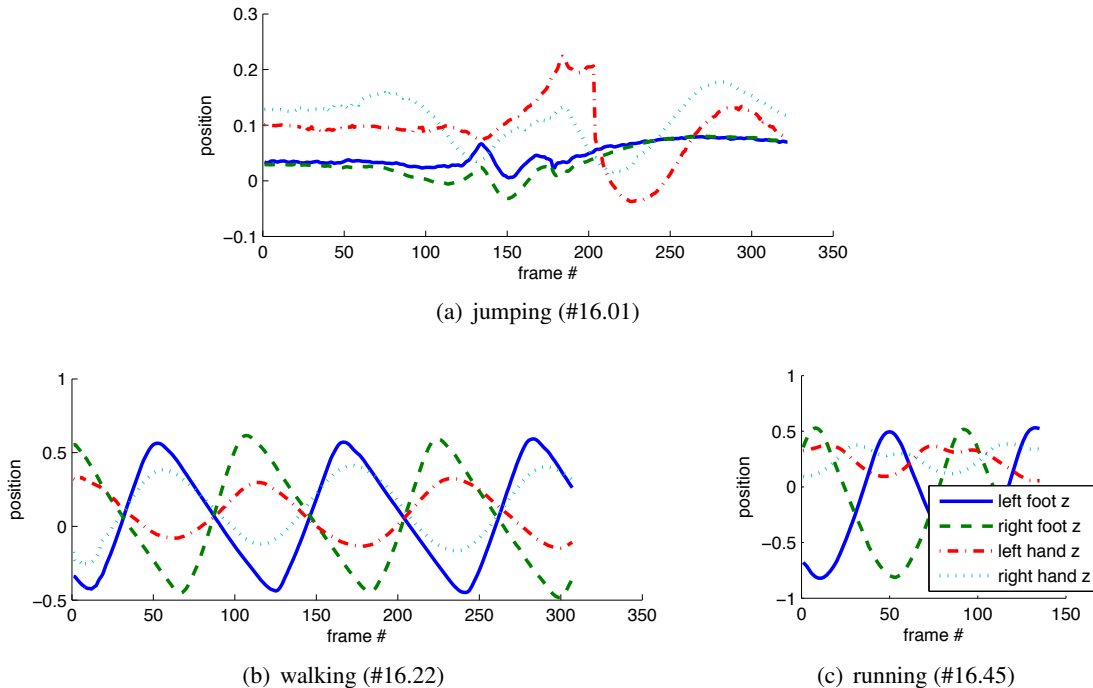 0.3
0.2
0.1
0
−0.1
position
0 50 100 150 200 250 300 350
frame #
(a) jumping (#16.01)
1
0.5
0
−0.5
position
0 50 100 150 200 250 300 350
frame #
(b) walking (#16.22)
1
0.5
0
−0.5
−1
position
0 50 100 150
frame #
left foot z
right foot z
left hand z
right hand z
(c) running (#16.45)